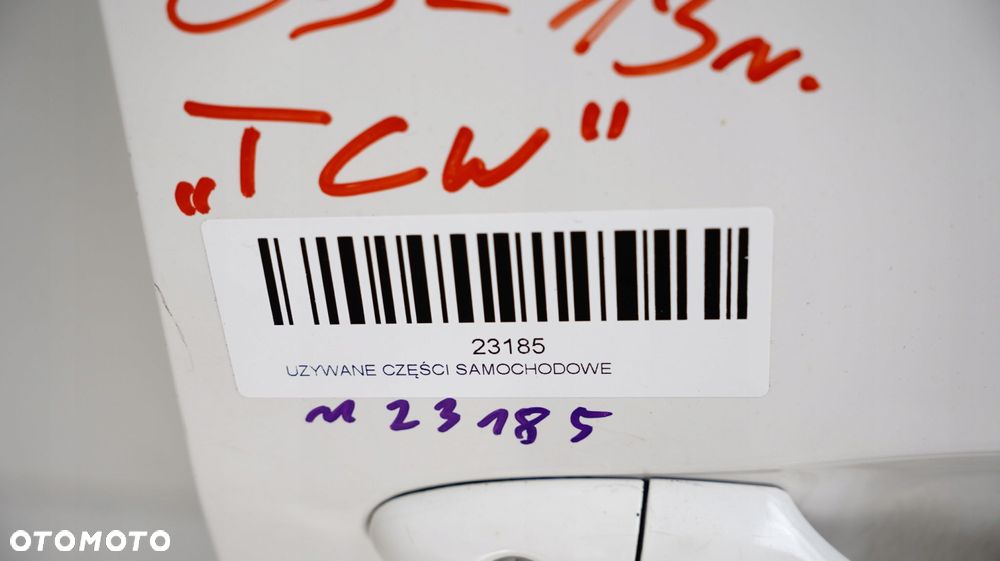 „TCW"
23185
UZYWANE CZĘŚCI SAMOCHODOWE
M 23185
OTOMOTO